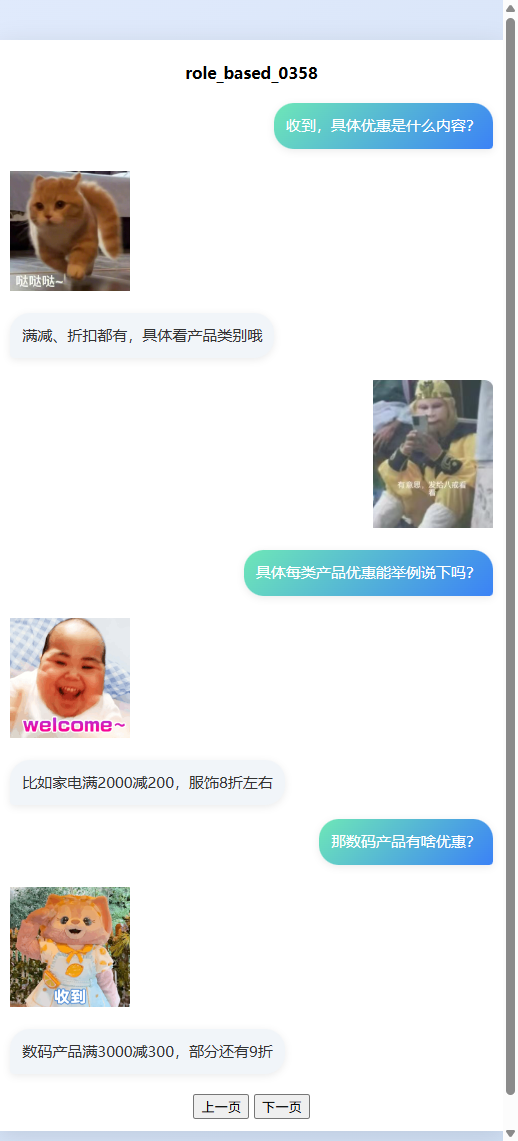 role_based_0358
收到，具体优惠是什么内容？
哒哒哒~
满减、折扣都有，具体看产品类别哦
有意思，发给八戒看
看
具体每类产品优惠能举例说下吗？
welcome~
比如家电满2000减200，服饰8折左右
那数码产品有啥优惠？
收到
数码产品满3000减300，部分还有9折
上一页 下一页